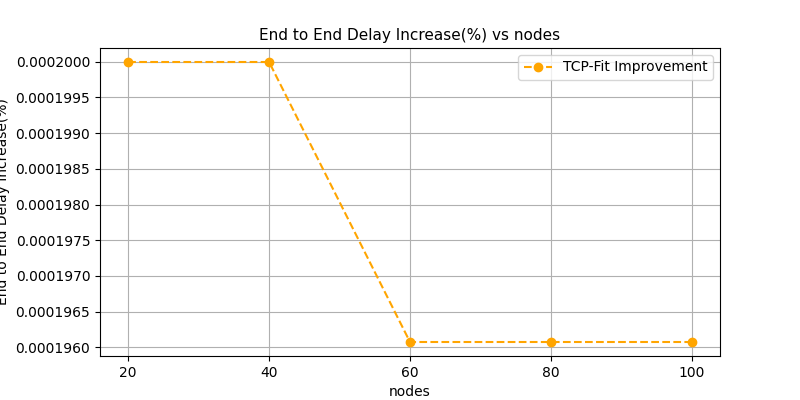 End to End Delay Increase(%) vs nodes
TCP-Fit Improvement
End to End Delay Increase(%)
0.0002000
0.0001995
0.0001990
0.0001985
0.0001980
0.0001975
0.0001970
0.0001965
0.0001960
20 40 60 80 100
nodes